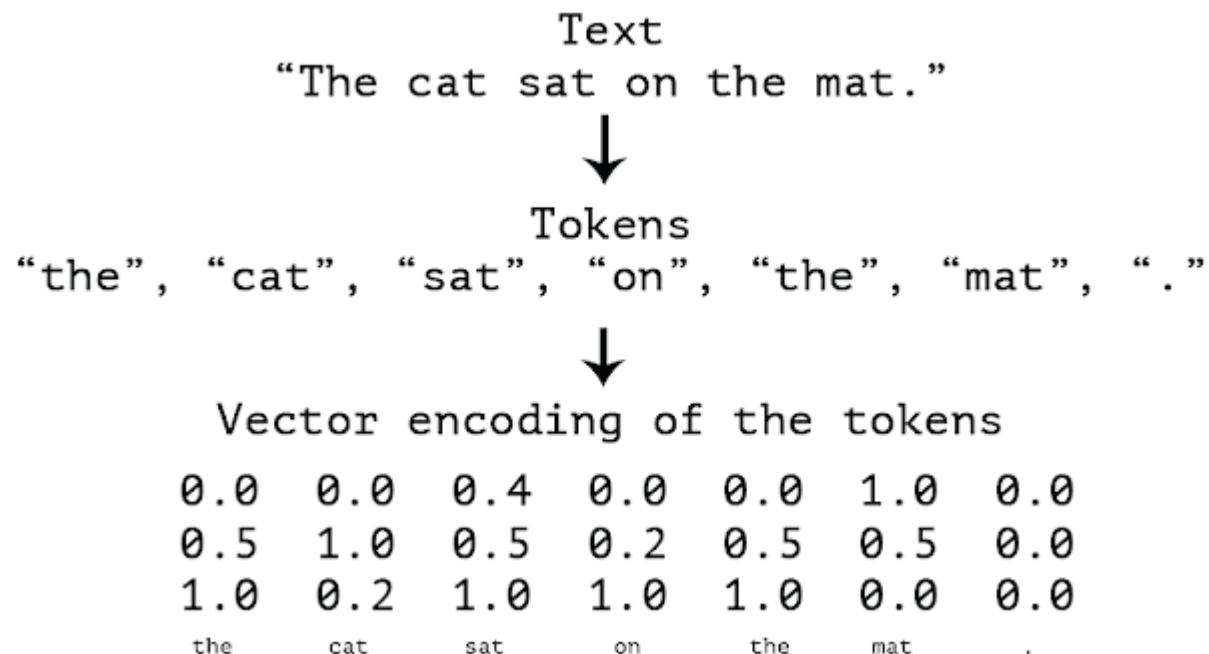 Text
“The cat sat on the mat.”
Tokens
“the”, “cat”, “sat”, “on”, “the”, “mat”, “.”
Vector encoding of the tokens
0.0 0.0 0.4 0.0 0.0 1.0 0.0
0.5 1.0 0.5 0.2 0.5 0.5 0.0
1.0 0.2 1.0 1.0 1.0 0.0 0.0
the cat sat on the mat .